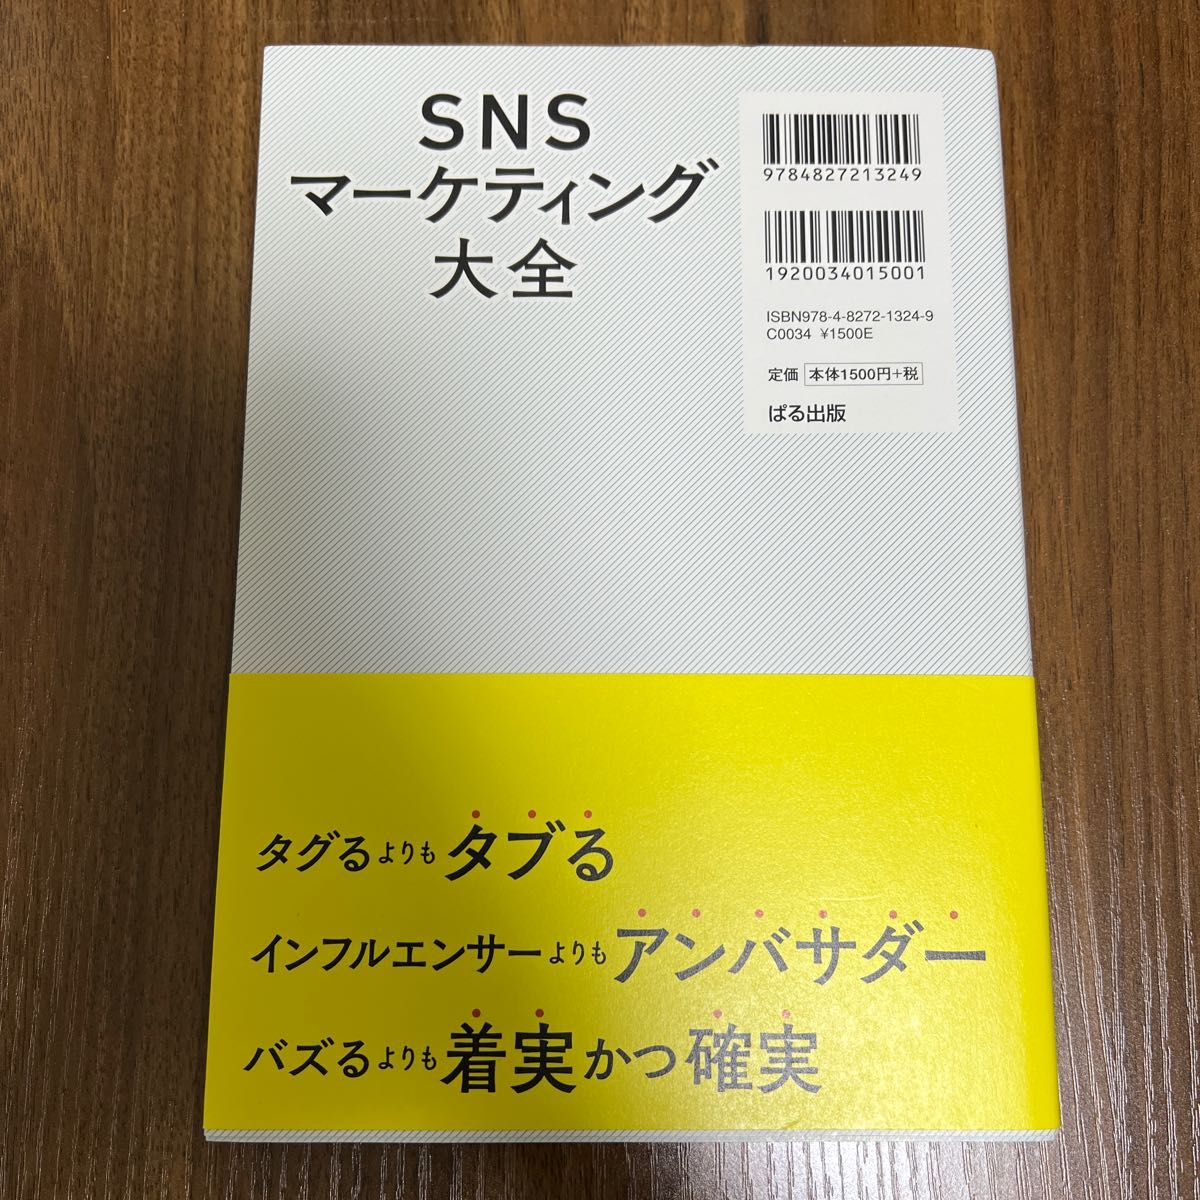 SNS
マーケティング
大全
9784827213249
1920034015001
ISBN978-4-8272-1324-9
C0034 ¥1500E
定価 本体1500円+税
ぱる出版
タグるよりもタブる
インフルエンサーよりもアンバサダー
バズるよりも着実かつ確実